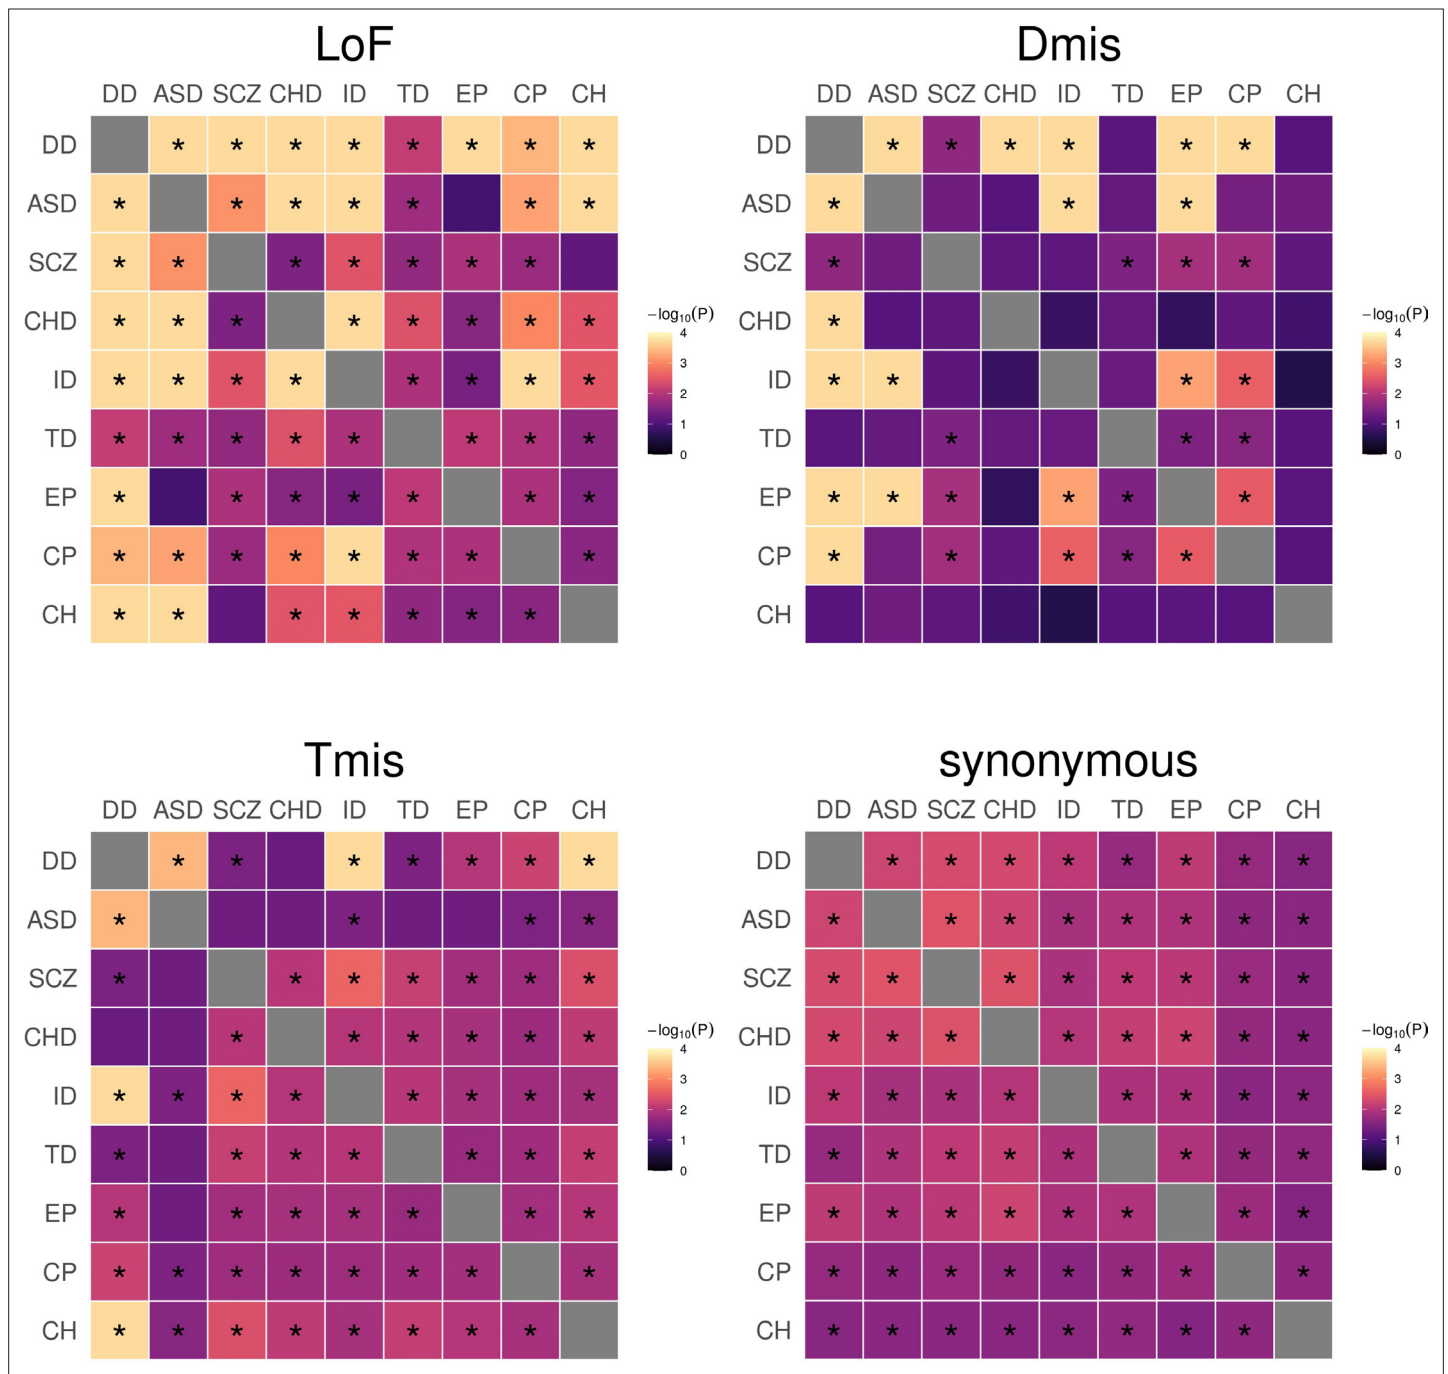 LoF
DD ASD SCZ CHD ID TD EP CP CH
DD * * * * * * * *
ASD * * * * * * *
SCZ * * * * * * *
CHD * * * * * * * *
ID * * * * * * * *
TD * * * * * * * *
EP * * * * * * *
CP * * * * * * * *
CH * * * * * * *
−log₁₀(P)
4
3
2
1
0
Dmis
DD ASD SCZ CHD ID TD EP CP CH
DD * * * * * *
ASD * * *
SCZ * * * *
CHD *
ID * * * *
TD * * *
EP * * * * * *
CP * * * * *
CH
−log₁₀(P)
4
3
2
1
0
Tmis
DD ASD SCZ CHD ID TD EP CP CH
DD * * * * * * *
ASD * * * *
SCZ * * * * * * *
CHD * * * * * *
ID * * * * * * * *
TD * * * * * * *
EP * * * * * * *
CP * * * * * * * *
CH * * * * * * * *
−log₁₀(P)
4
3
2
1
0
synonymous
DD ASD SCZ CHD ID TD EP CP CH
DD * * * * * * * *
ASD * * * * * * * *
SCZ * * * * * * * *
CHD * * * * * * * *
ID * * * * * * * *
TD * * * * * * * *
EP * * * * * * * *
CP * * * * * * * *
CH * * * * * * * *
−log₁₀(P)
4
3
2
1
0